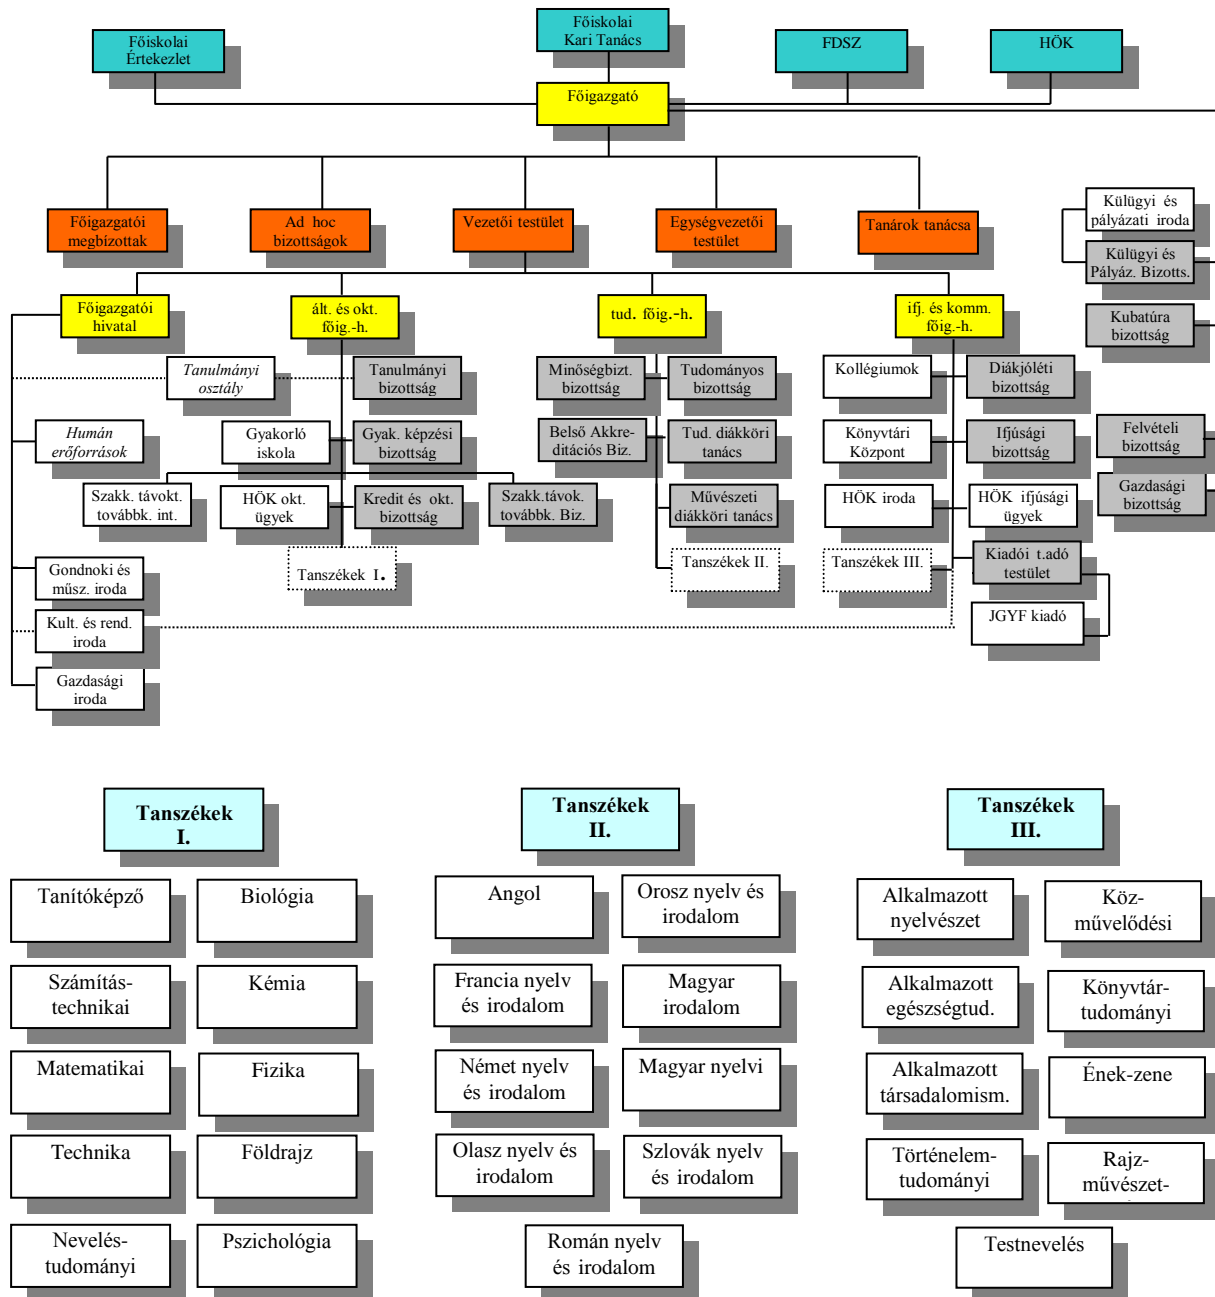 Főiskolai
Értekezlet
Főiskolai
Kari Tanács
FDSZ
HÖK
Főigazgató
Főigazgatói
megbízottak
Ad hoc
bizottságok
Vezetői testület
Egységvezetői
testület
Tanárok tanácsa
Külügyi és
pályázati iroda
Külügyi és
Pályáz. Bizotts.
Kubatúra
bizottság
Felvételi
bizottság
Gazdasági
bizottság
Főigazgatói
hivatal
ált. és okt.
főig.-h.
tud. főig.-h.
ifj. és komm.
főig.-h.
Tanulmányi
osztály
Tanulmányi
bizottság
Minőségbizt.
bizottság
Tudományos
bizottság
Kollégiumok
Diákjóléti
bizottság
Humán
erőforrások
Gyakorló
iskola
Gyak. képzési
bizottság
Belső Akkre-
ditációs Biz.
Tud. diákköri
tanács
Könyvtári
Központ
Ifjúsági
bizottság
Szakk. távokt.
továbbk. int.
HÖK okt.
ügyek
Kredit és okt.
bizottság
Szakk.távok.
továbbk. Biz.
Művészeti
diákköri tanács
HÖK iroda
HÖK ifjúsági
ügyek
Tanszékek I.
Tanszékek II.
Tanszékek III.
Kiadói t.adó
testület
Gondnoki és
műsz. iroda
Kult. és rend.
iroda
JGYF kiadó
Gazdasági
iroda
Tanszékek
I.
Tanítóképző
Biológia
Számítás-
technikai
Kémia
Matematikai
Fizika
Technika
Földrajz
Nevelés-
tudományi
Pszichológia
Tanszékek
II.
Angol
Orosz nyelv és
irodalom
Francia nyelv
és irodalom
Magyar
irodalom
Német nyelv
és irodalom
Magyar nyelvi
Olasz nyelv és
irodalom
Szlovák nyelv
és irodalom
Román nyelv
és irodalom
Tanszékek
III.
Alkalmazott
nyelvészet
Köz-
művelődési
Alkalmazott
egészségtud.
Könyvtár-
tudományi
Alkalmazott
társadalomism.
Ének-zene
Történelem-
tudományi
Rajz-
művészet-
Testnevelés